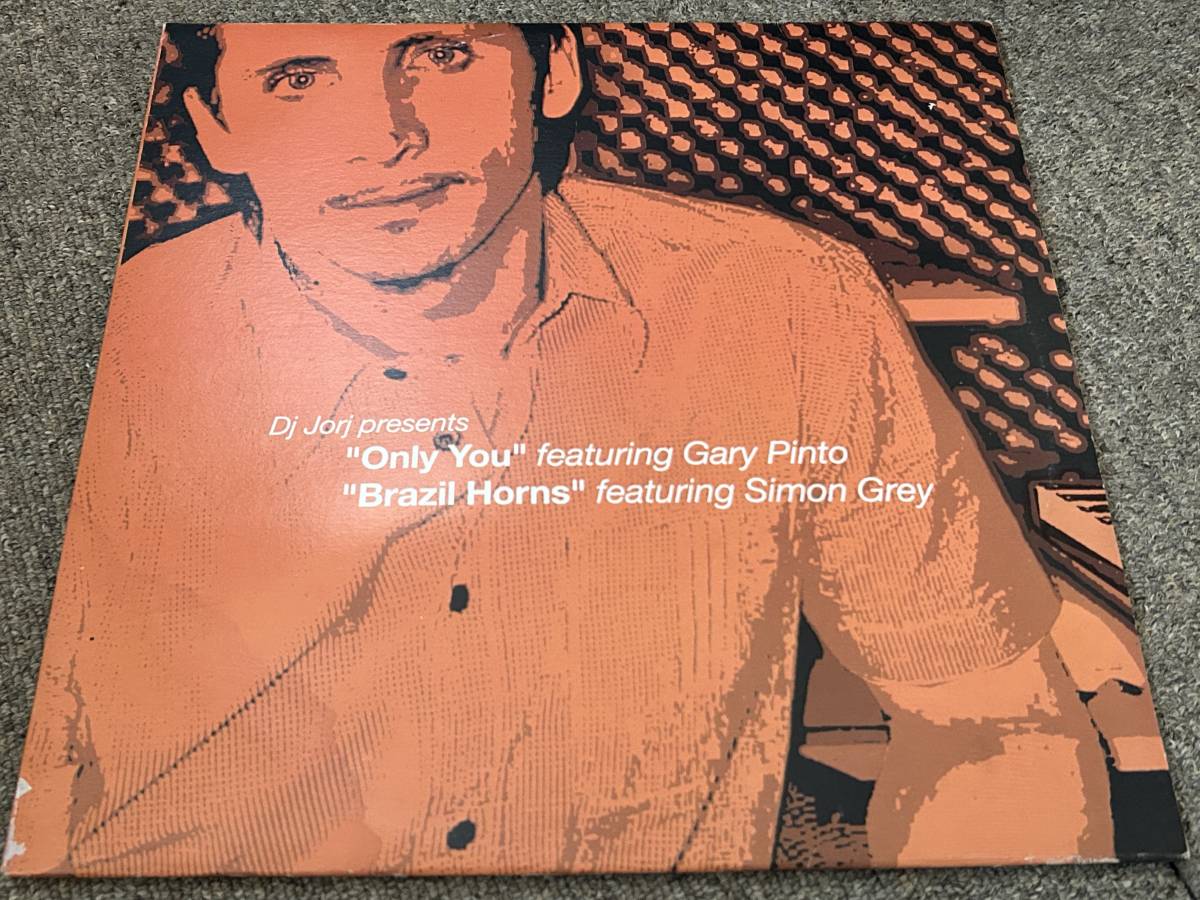 Dj Jorj presents
"Only You" featuring Gary Pinto
"Brazil Horns" featuring Simon Grey